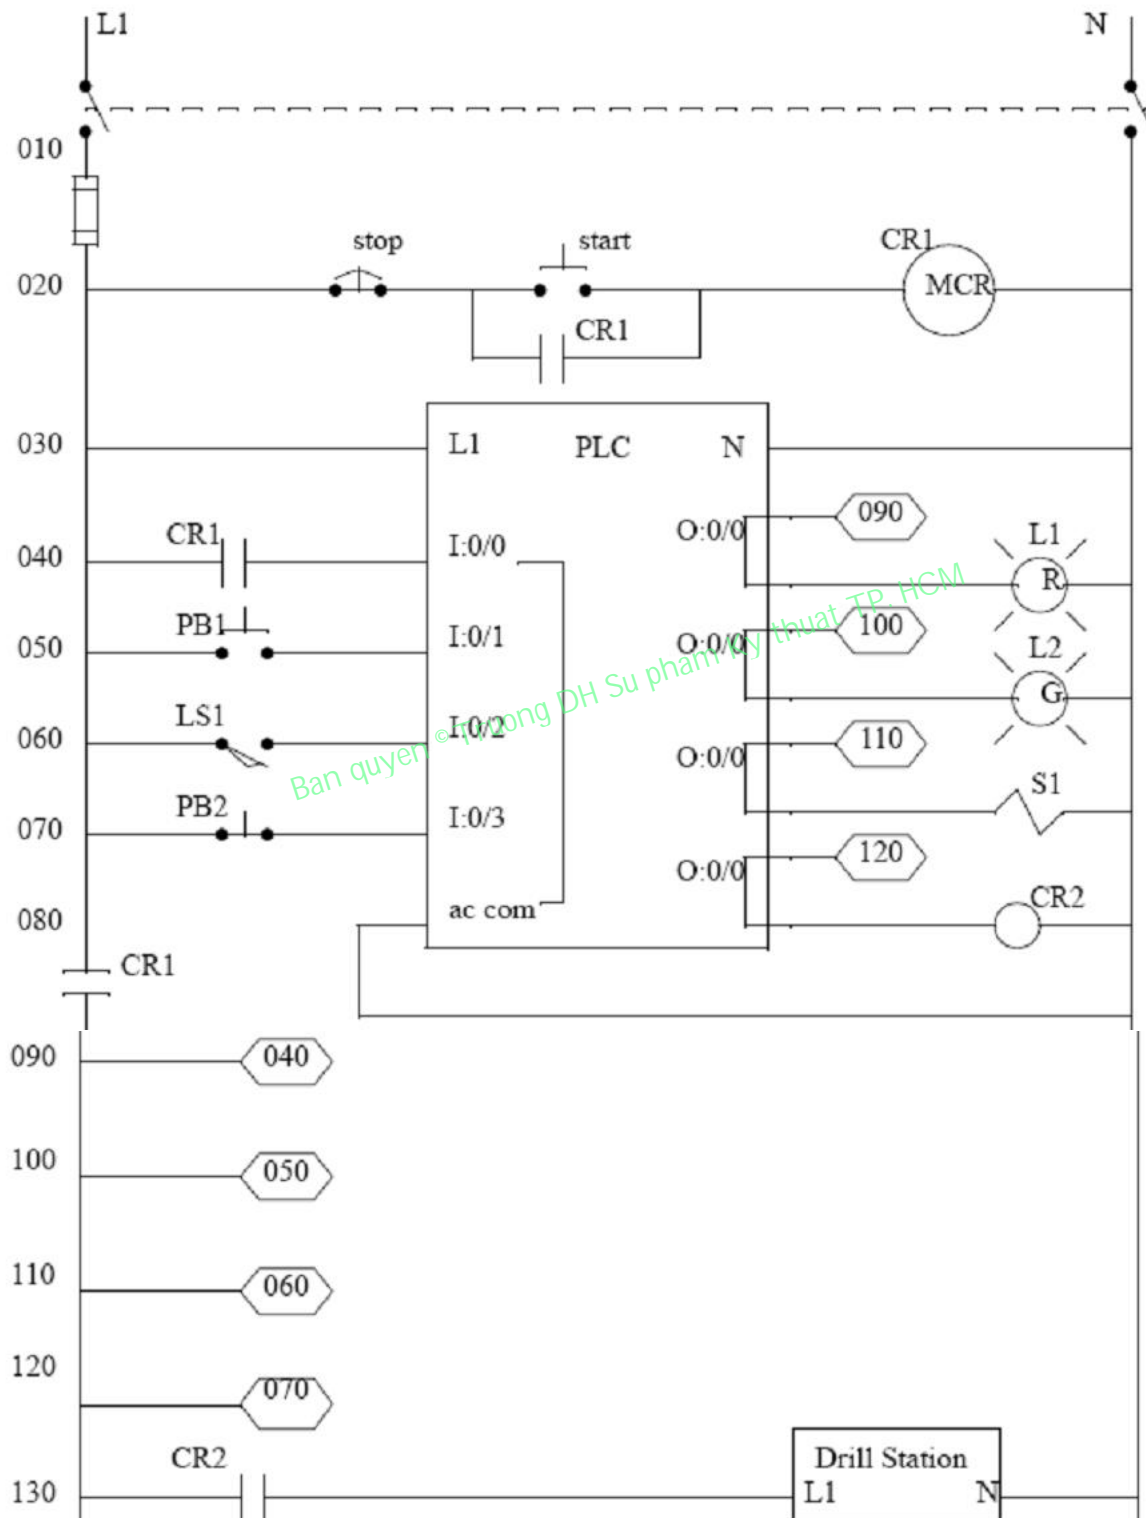 L1 N
010
stop start CR1
020 MCR
CR1
030 L1 PLC N
O:0/0 090
CR1 I:0/0 L1
040 R
O:0/0 100
PB1 I:0/1 L2
050 G
LS1 I:0/2
060 O:0/0 110
PB2 I:0/3 S1
070
O:0/0 120
080 ac com CR2
CR1
Ban quyen © Truong DH Su pham Ky thuat TP. HCM
090 040
100 050
110 060
120 070
CR2 Drill Station
130 L1 N